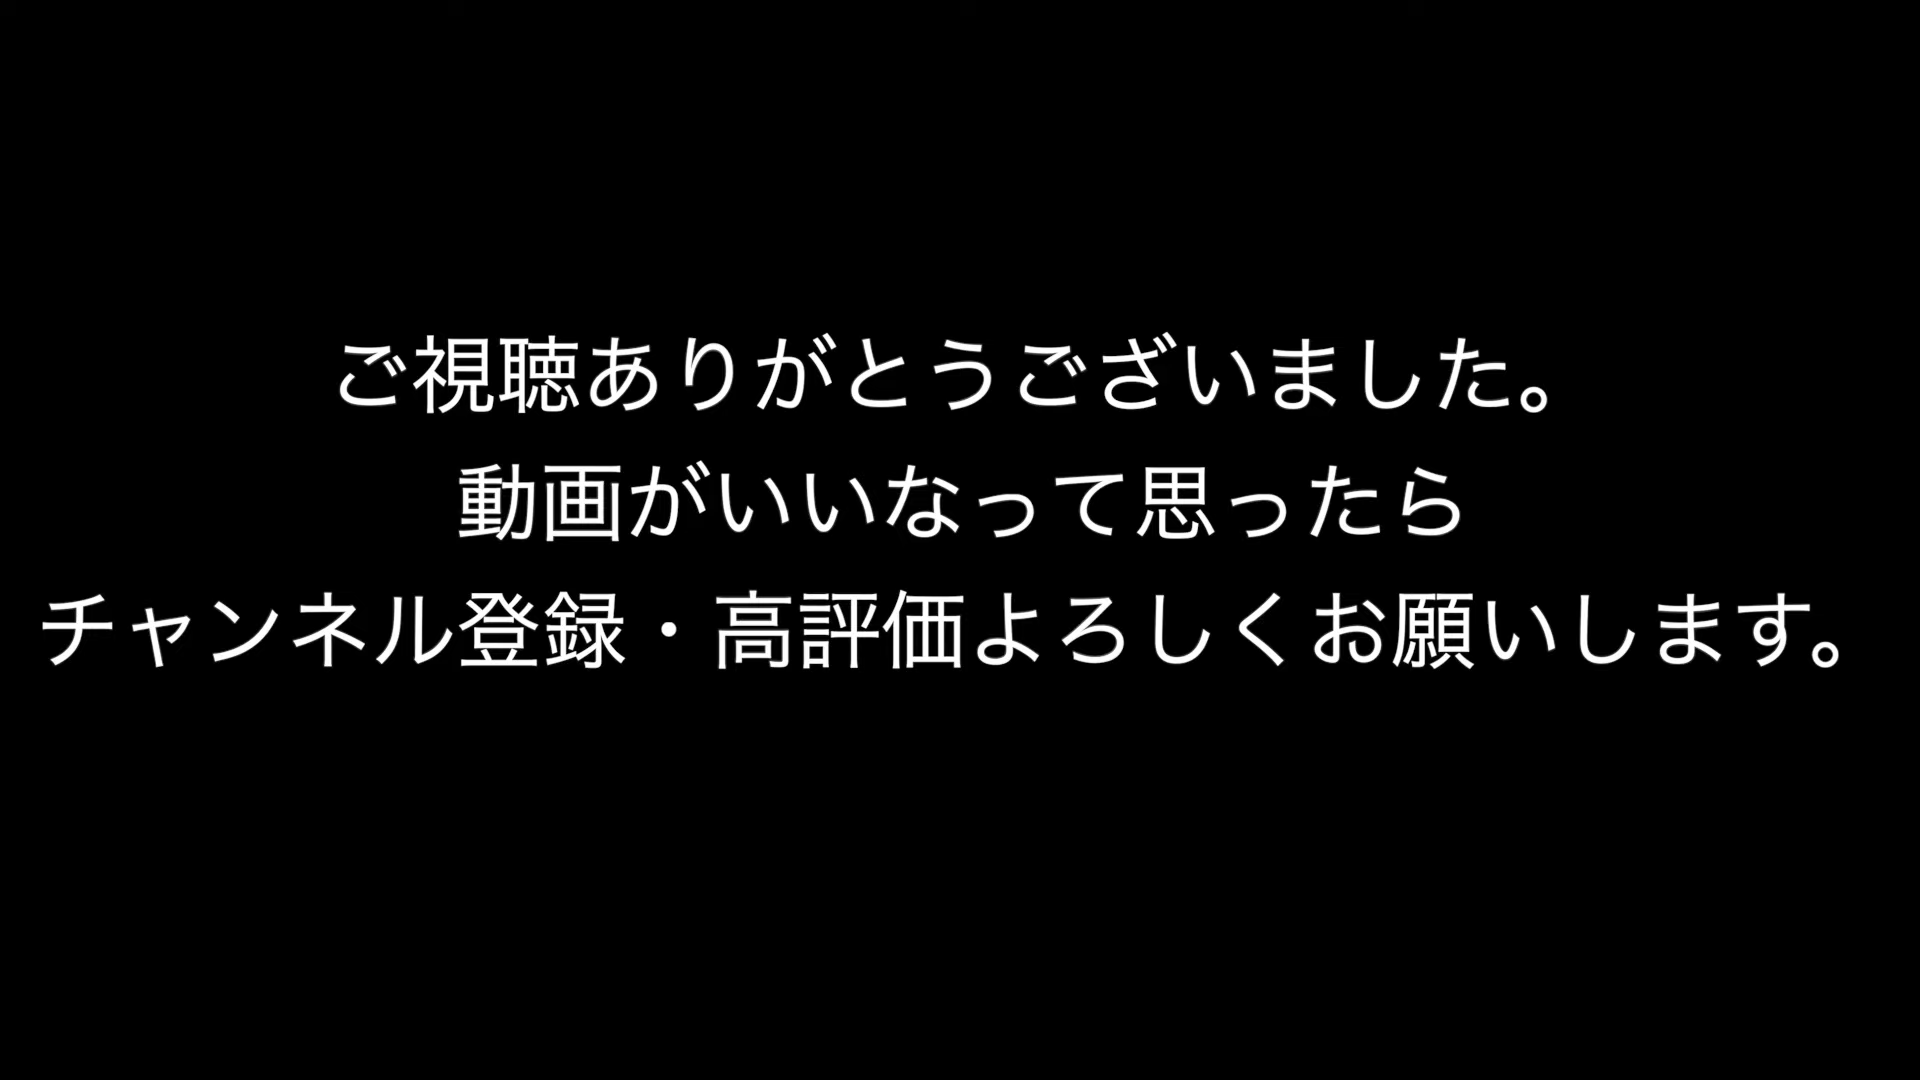 ご視聴ありがとうございました。
動画がいいなって思ったら
チャンネル登録・高評価よろしくお願いします。